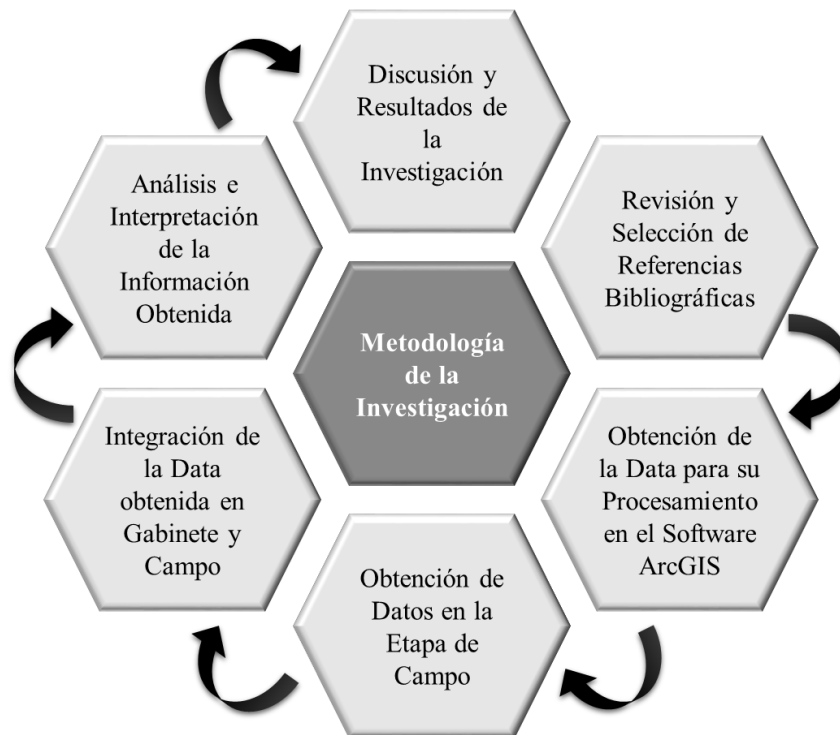 Discusión y
Resultados de
la
Investigación
Revisión y
Selección de
Referencias
Bibliográficas
Obtención de
la Data para su
Procesamiento
en el Software
ArcGIS
Obtención de
Datos en la
Etapa de
Campo
Integración de
la Data
obtenida en
Gabinete y
Campo
Análisis e
Interpretación
de la
Información
Obtenida
Metodología
de la
Investigación